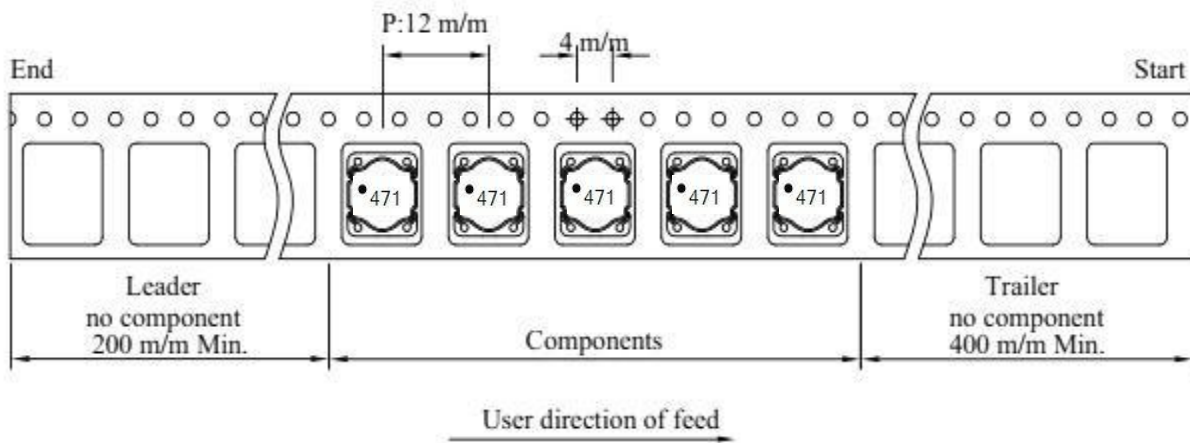 P:12 m/m
4 m/m
End
Start
471
471
471
471
471
Leader
no component
200 m/m Min.
Components
Trailer
no component
400 m/m Min.
User direction of feed